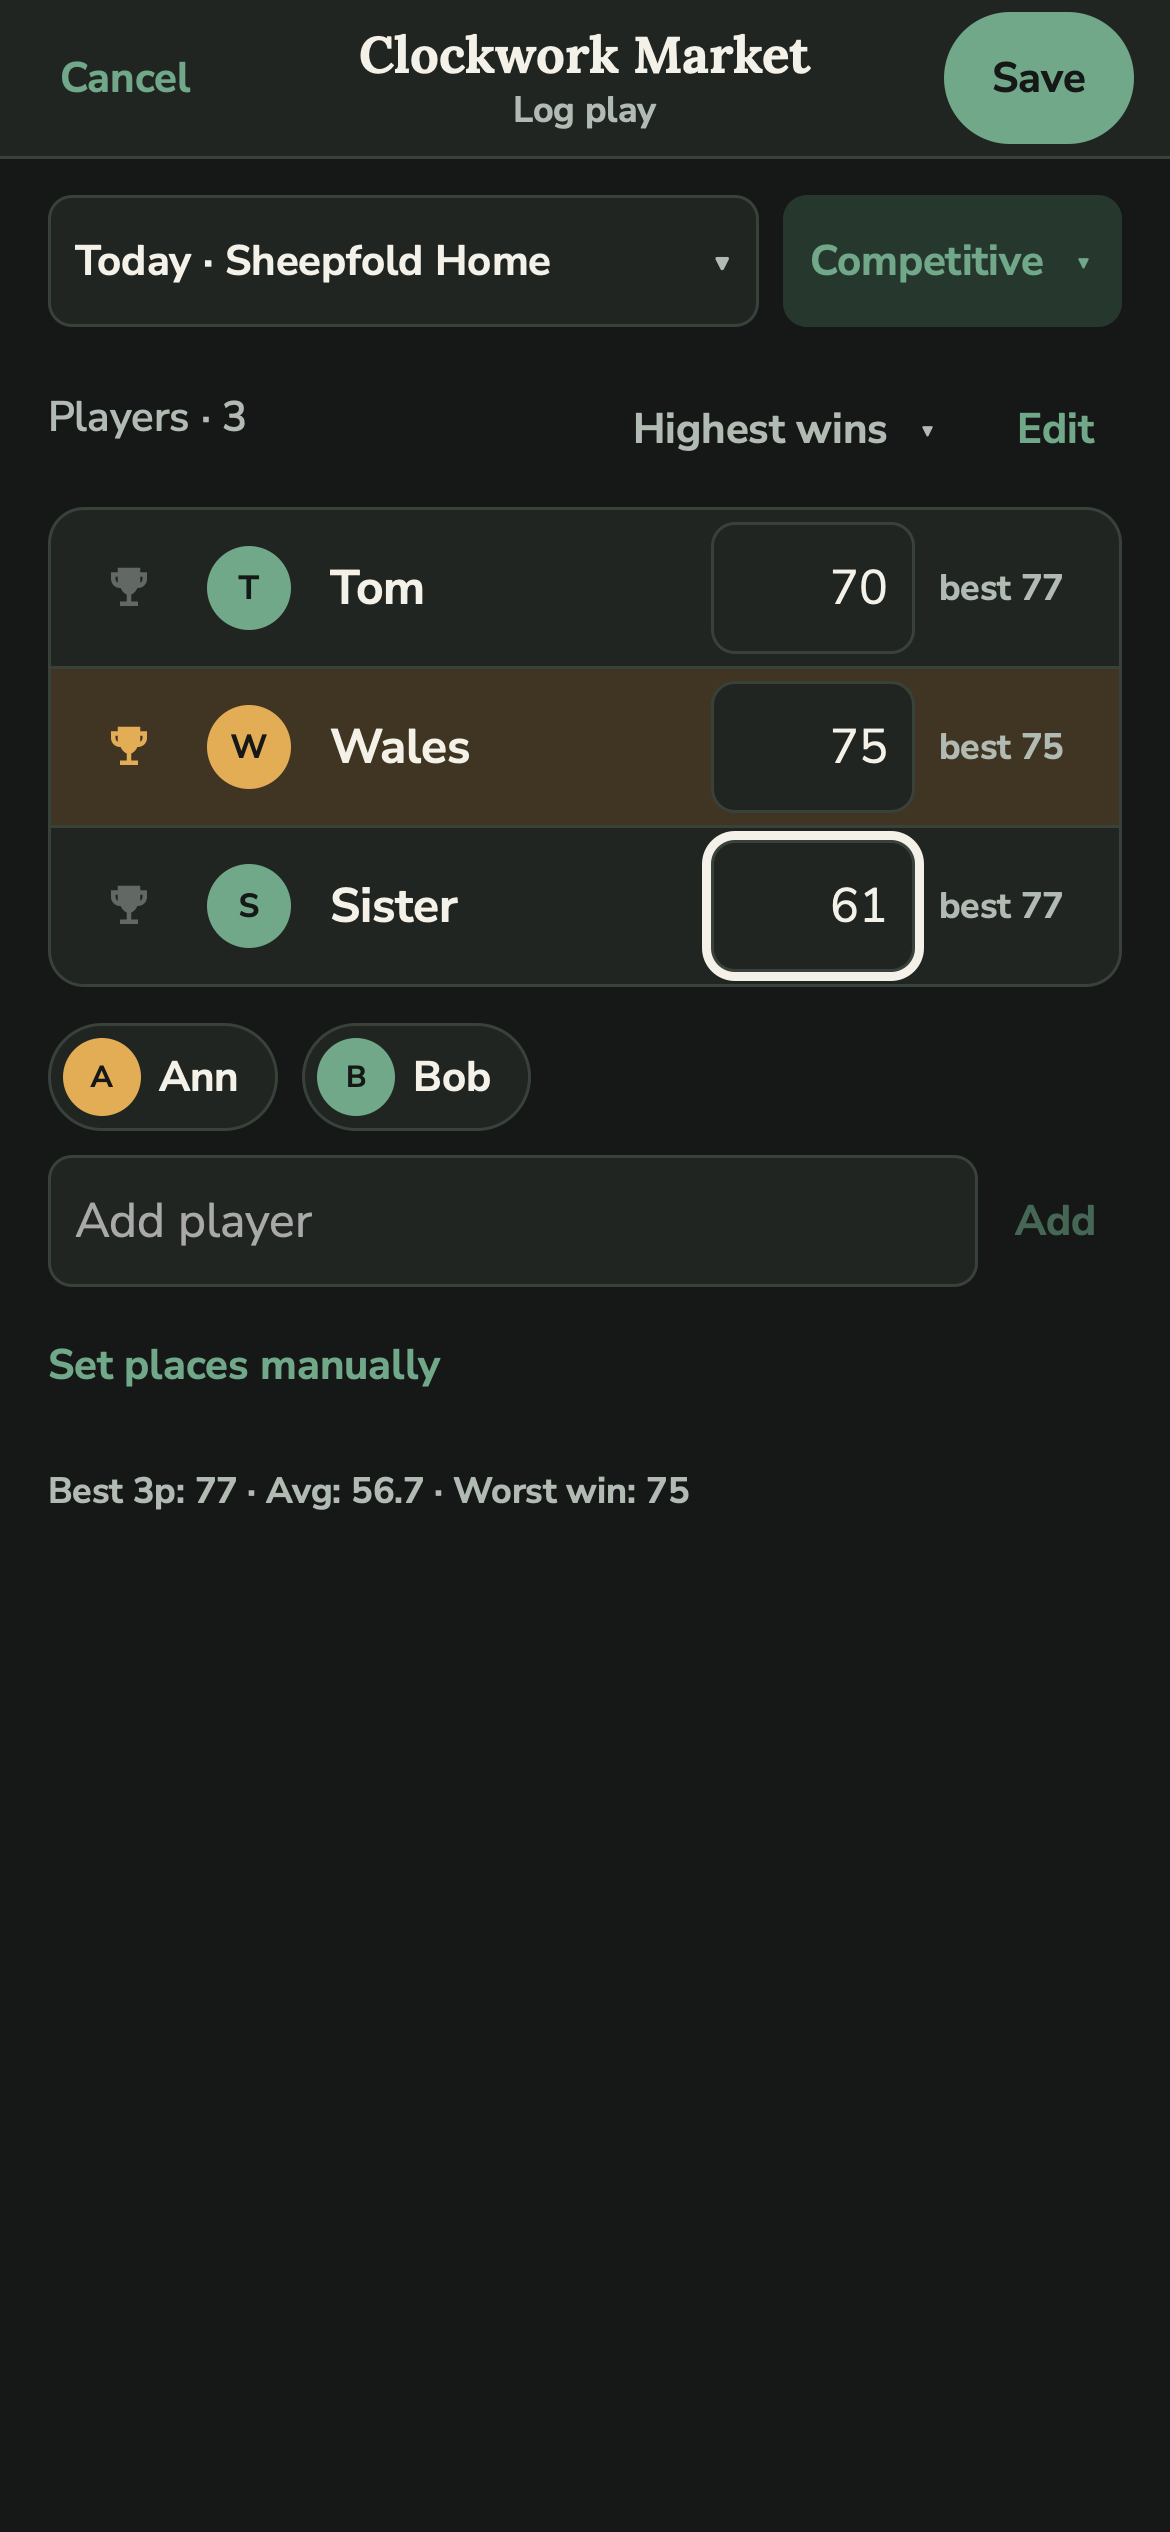 Cancel
Clockwork Market
Log play
Save
Today · Sheepfold Home
Competitive
Players · 3
Highest wins
Edit
T Tom 70 best 77
W Wales 75 best 75
S Sister 61 best 77
A Ann B Bob
Add player Add
Set places manually
Best 3p: 77 · Avg: 56.7 · Worst win: 75